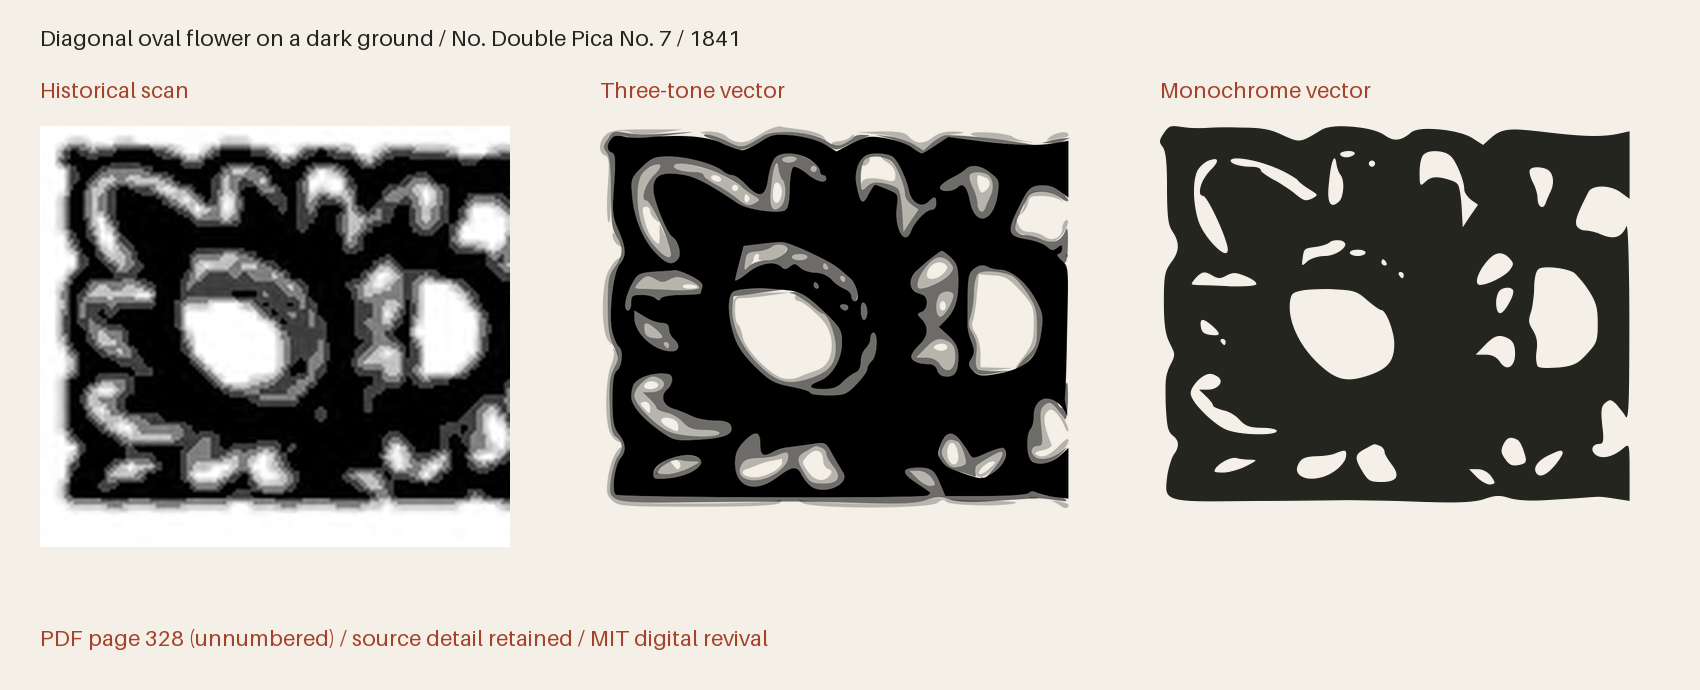 Diagonal oval flower on a dark ground / No. Double Pica No. 7 / 1841
Historical scan
Three-tone vector
Monochrome vector
PDF page 328 (unnumbered) / source detail retained / MIT digital revival